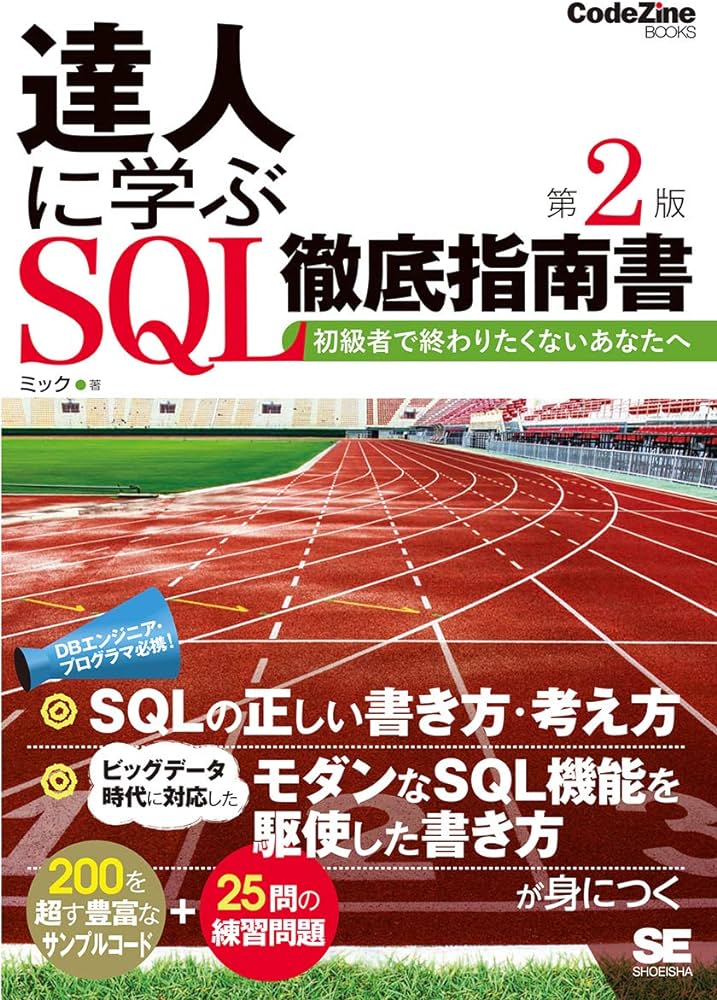 CodeZine
BOOKS
達人
に学ぶ
SQL
徹底指南書
第2版
初級者で終わりたくないあなたへ
ミック●著
DBエンジニア・
プログラマ必携!
SQLの正しい書き方・考え方
ビッグデータ
時代に対応した
モダンなSQL機能を
駆使した書き方
が身につく
200を
超す豊富な
サンプルコード
+
25問の
練習問題
1 2 3
SE
SHOEISHA